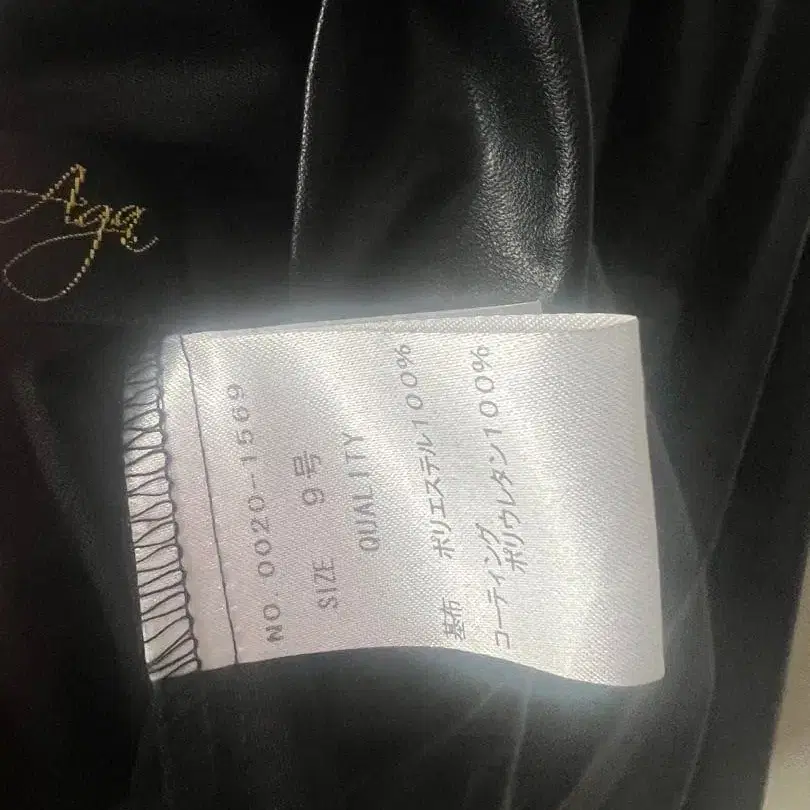 Aga
NO. 0020-1569
SIZE 9号
QUALITY
基布 ポリエステル100%
コーティング
ポリウレタン100%